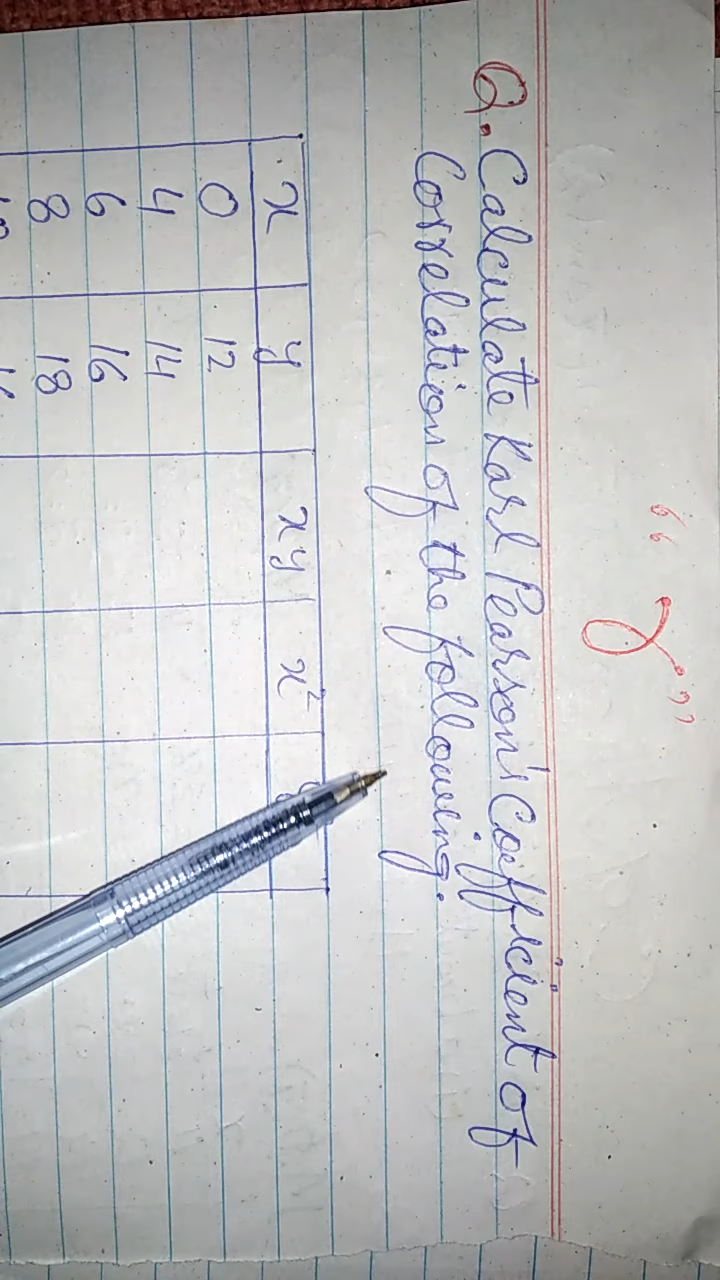 “ r ”
Q. Calculate Karl Pearson's Coefficient of
Correlation of the following.
x y xy x²
0 12
4 14
6 16
8 18